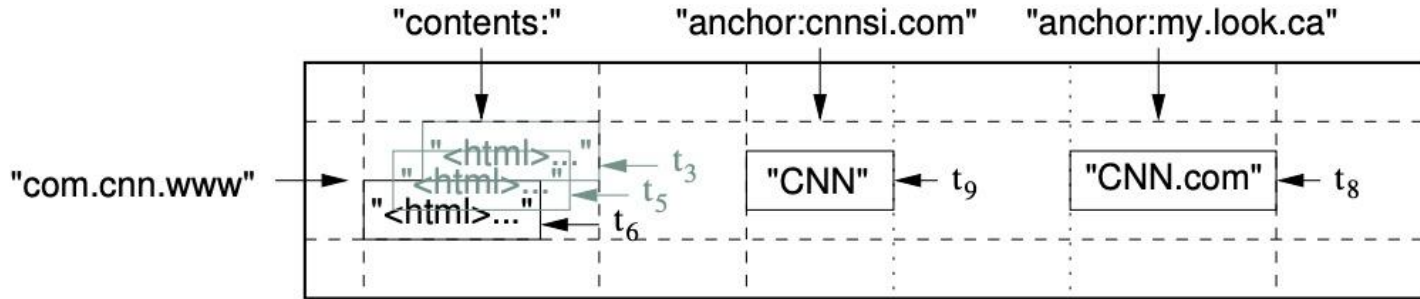 "contents:" "anchor:cnnsi.com" "anchor:my.look.ca"
"<html>..." t3
"com.cnn.www" "<html>..." t5 "CNN" t9 "CNN.com" t8
"<html>..." t6